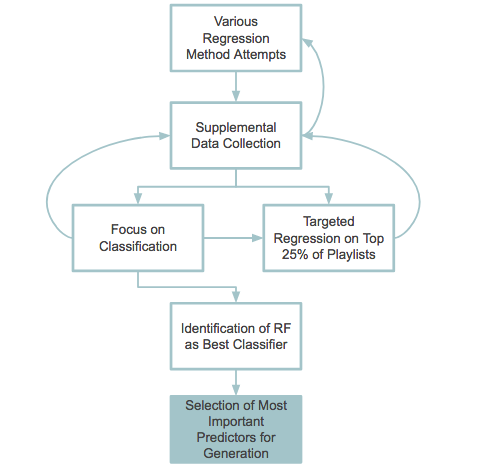 Various
Regression
Method Attempts
Supplemental
Data Collection
Focus on
Classification
Targeted
Regression on Top
25% of Playlists
Identification of RF
as Best Classifier
Selection of Most
Important
Predictors for
Generation